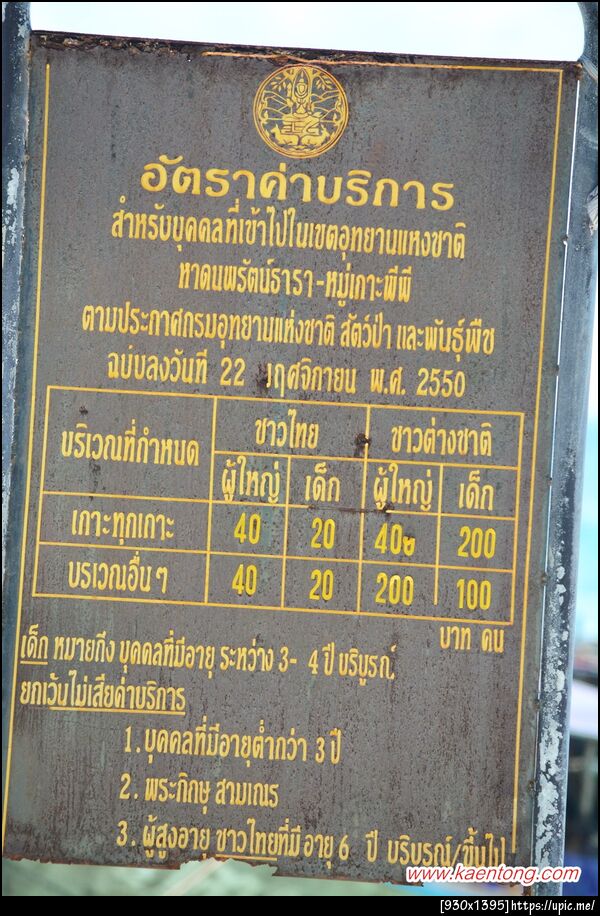 อัตราค่าบริการ
สำหรับบุคคลที่เข้าไปในเขตอุทยานแหงชาติ
หาดนพรัตน์ธารา-หมู่เกาะพีพี
ตามประกาศกรมอุทยานแห่งชาติ สัตว์ป่า และพันธุ์พืช
ฉบับลงวันที่ 22 พฤศจิกายน พ.ศ. 2550
บริเวณที่กำหนด ชาวไทย ชาวต่างชาติ
ผู้ใหญ่ เด็ก ผู้ใหญ่ เด็ก
เกาะทุกเกาะ 40 20 400 200
บรเวณอื่นๆ 40 20 200 100
บาท คน
เด็ก หมายถึง บุคคลที่มีอายุ ระหว่าง 3- 4 ปี บริบูรณ์
ยกเว้นไม่เสียค่าบริการ
1. บุคคลที่มีอายุต่ำกว่า 3 ปี
2. พระภิกษุ สามเณร
3. ผู้สูงอายุ ชาวไทยที่มี อายุ 6 ปี บริบูรณ์/ขึ้นไป
www.kaentong.com
[930x1395]https://upic.me/